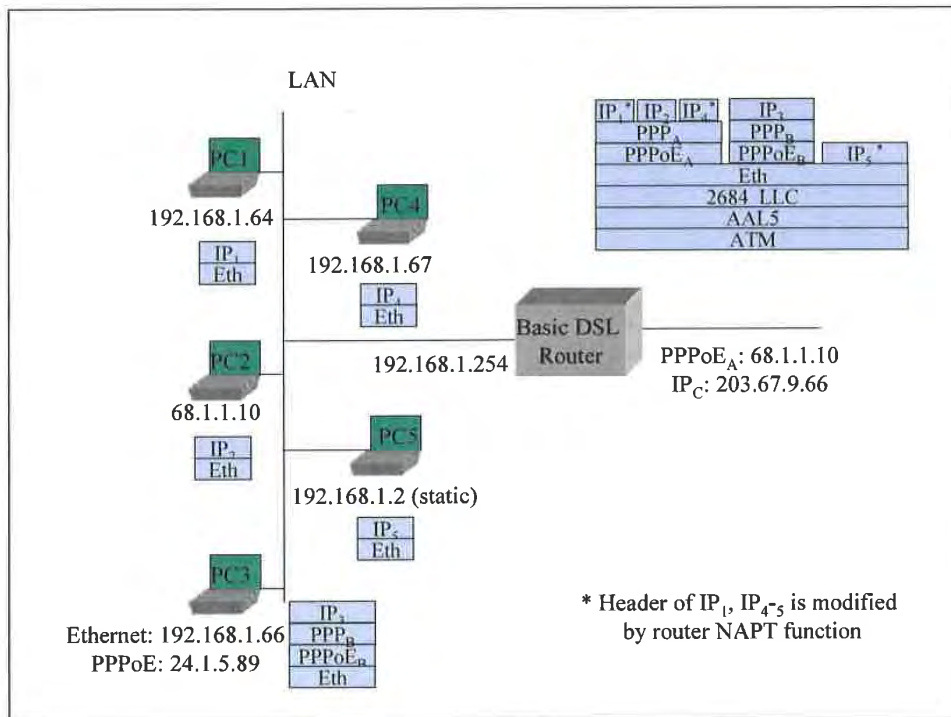 LAN
IP1* IP2 IP4* IP3
PPPA PPPB
PPPoEA PPPoEB IP5*
Eth
2684 LLC
AAL5
ATM
PC1
192.168.1.64
IP1
Eth
PC4
192.168.1.67
IP4
Eth
Basic DSL
Router
192.168.1.254
PPPoEA: 68.1.1.10
IPC: 203.67.9.66
PC2
68.1.1.10
IP2
Eth
PC5
192.168.1.2 (static)
IP5
Eth
PC3
Ethernet: 192.168.1.66
PPPoE: 24.1.5.89
IP3
PPPB
PPPoEB
Eth
* Header of IP1, IP4-5 is modified
by router NAPT function